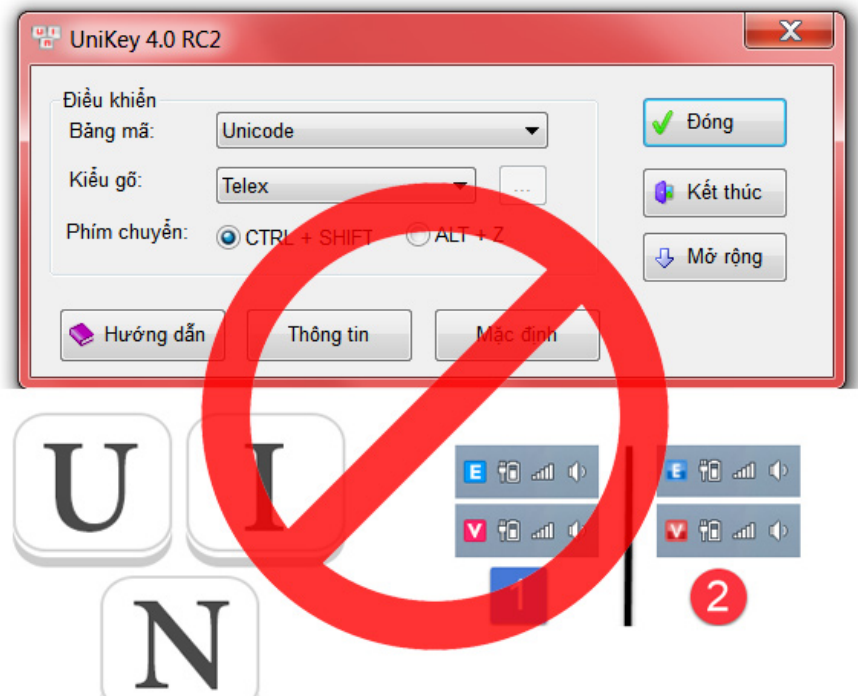 UniKey 4.0 RC2
Điều khiển
Bảng mã:
Unicode
Đóng
Kiểu gõ:
Telex
...
Kết thúc
Phím chuyển:
CTRL + SHIFT
ALT + Z
Mở rộng
Hướng dẫn
Thông tin
Mặc định
U I
N
E
E
V
V
1
2